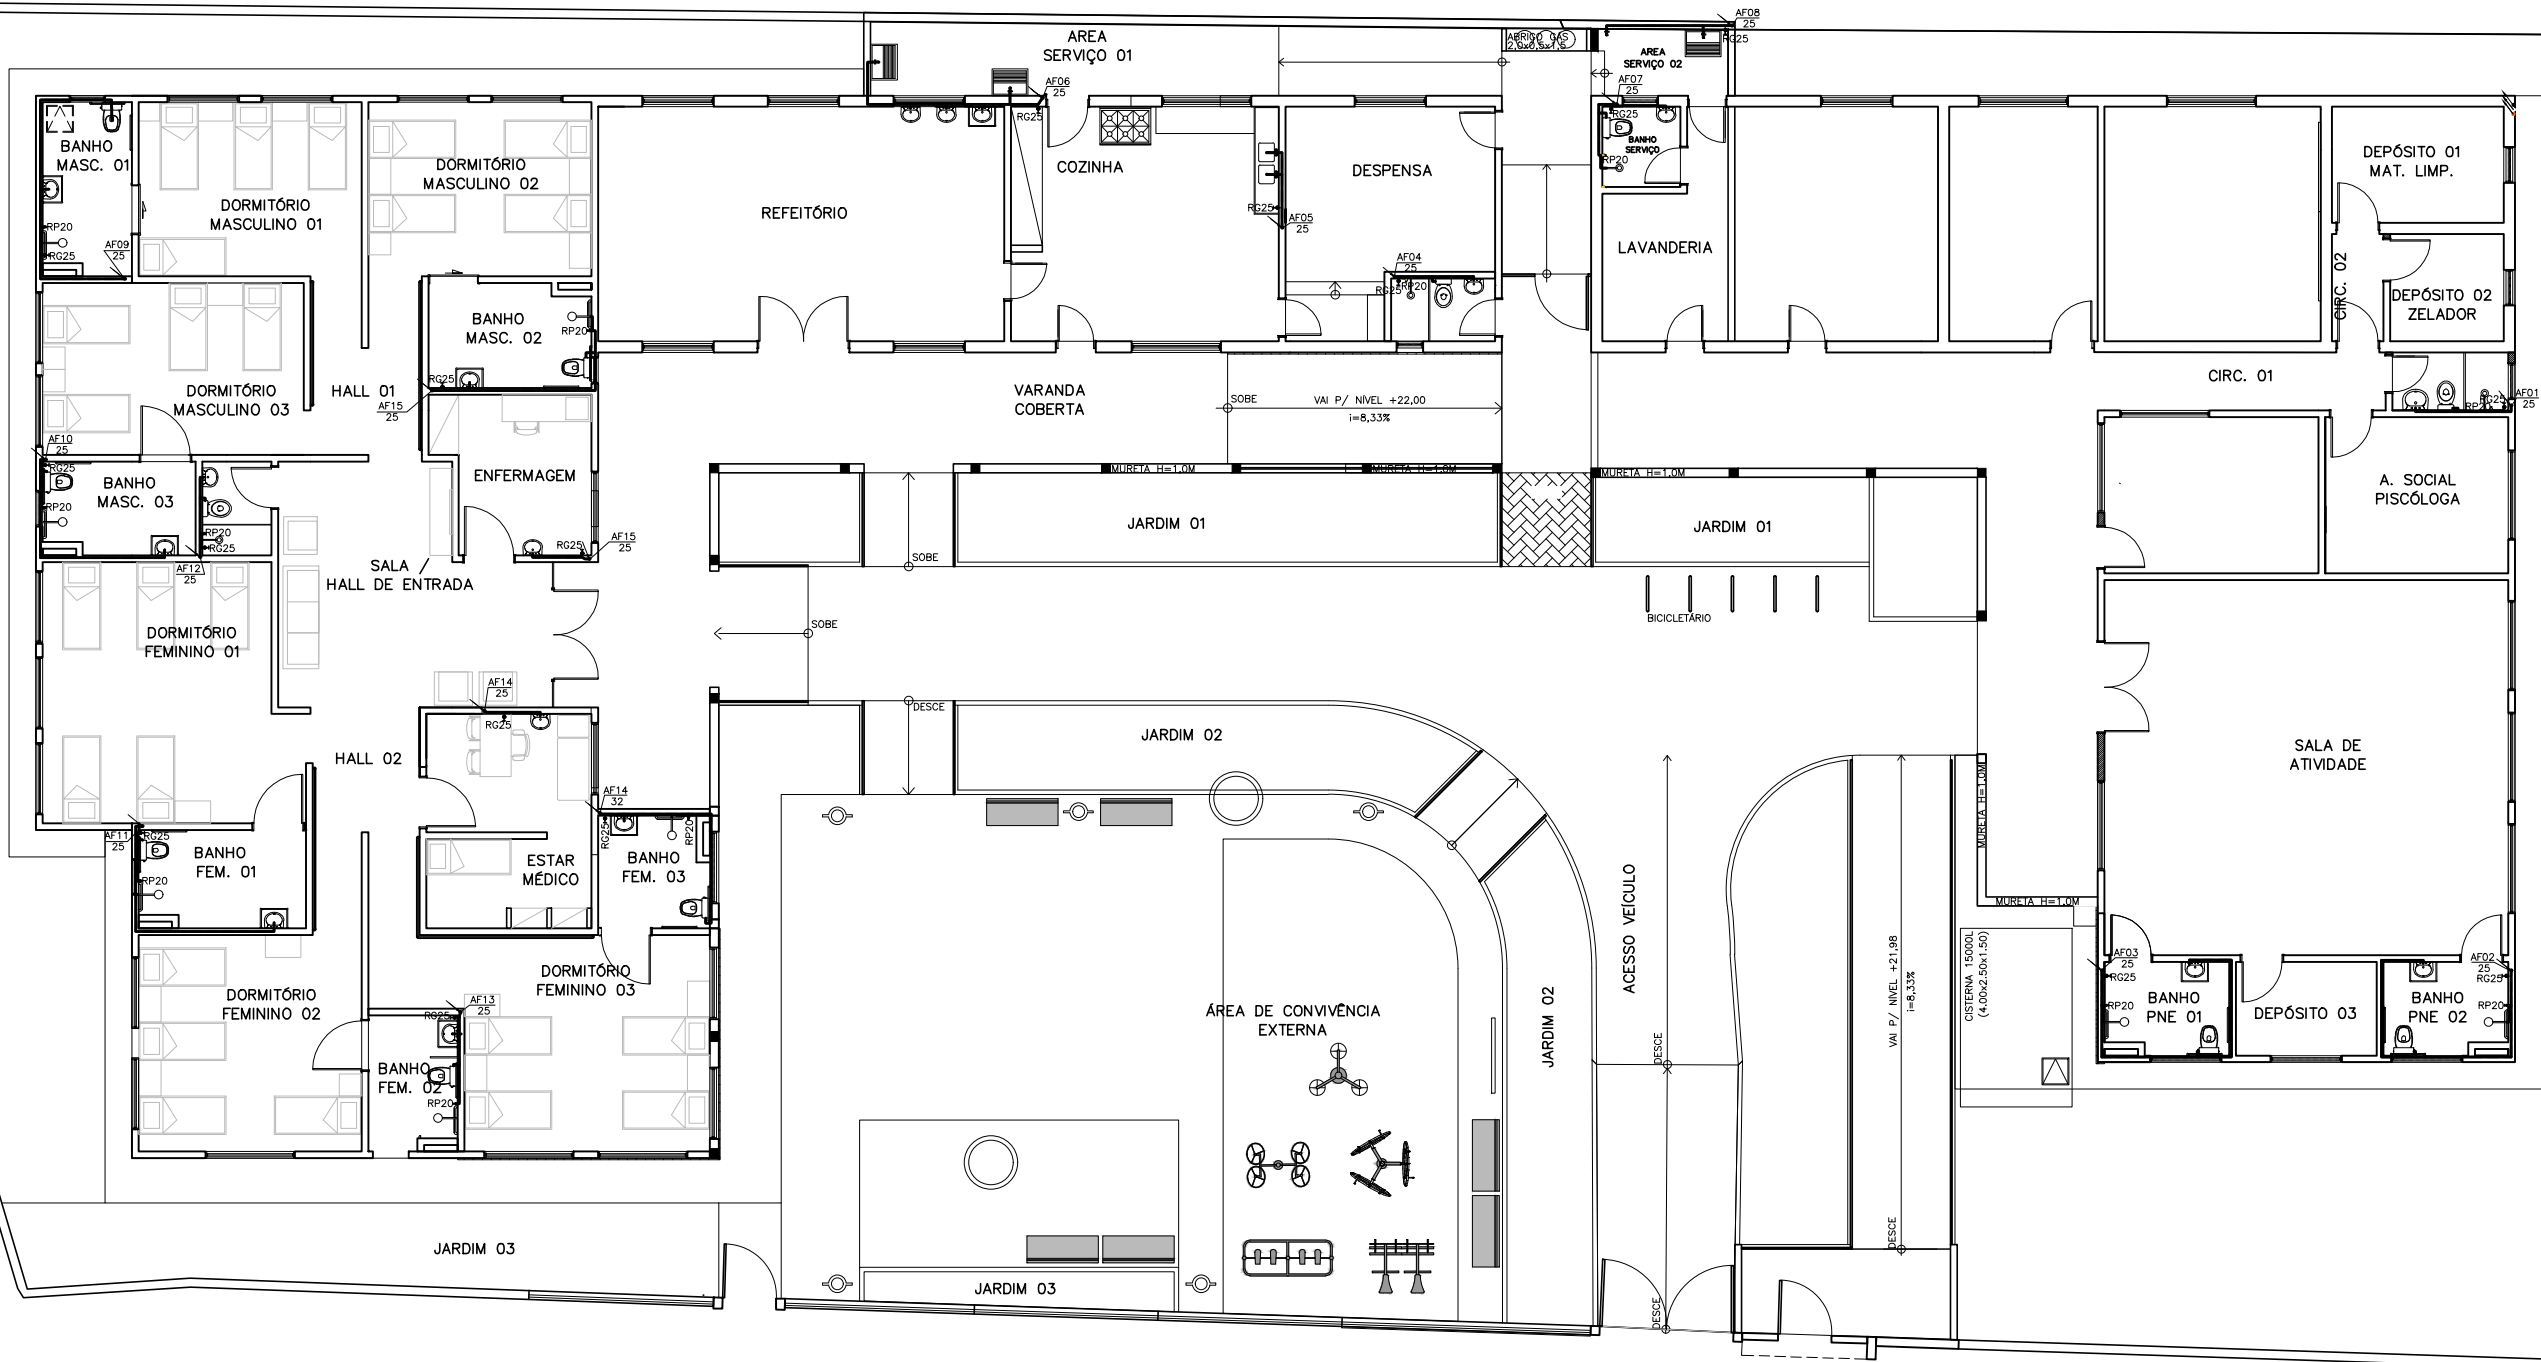 AREA
SERVIÇO 01
ABRIGO GÁS
2,0x0,5x1,5
AF08
25
RG25
AREA
SERVIÇO 02
AF06
25
RG25
AF07
25
RG25
BANHO
SERVIÇO
RP20
BANHO
MASC. 01
RP20
RG25
AF09
25
DORMITÓRIO
MASCULINO 01
DORMITÓRIO
MASCULINO 02
REFEITÓRIO
COZINHA
RG25
AF05
25
DESPENSA
AF04
25
RG25
RP20
LAVANDERIA
DEPÓSITO 01
MAT. LIMP.
CIRC. 02
DEPÓSITO 02
ZELADOR
BANHO
MASC. 02
RP20
RG25
DORMITÓRIO
MASCULINO 03
HALL 01
AF15
25
VARANDA
COBERTA
SOBE
VAI P/ NÍVEL +22,00
i=8,33%
CIRC. 01
RG25
RP20
AF01
25
AF10
25
RG25
BANHO
MASC. 03
RP20
RP20
RG25
AF12
25
ENFERMAGEM
RG25
AF15
25
MURETA H=1.0M
MURETA H=1.0M
MURETA H=1.0M
JARDIM 01
JARDIM 01
A. SOCIAL
PISCÓLOGA
SALA /
HALL DE ENTRADA
SOBE
SOBE
BICICLETÁRIO
DORMITÓRIO
FEMININO 01
AF14
25
RG25
DESCE
JARDIM 02
HALL 02
SALA DE
ATIVIDADE
MURETA H=1.0M
AF14
32
RG25
RP20
AF11
25
RG25
BANHO
FEM. 01
RP20
ESTAR
MÉDICO
BANHO
FEM. 03
ACESSO VEÍCULO
MURETA H=1.0M
VAI P/ NÍVEL +21,98
i=8,33%
CISTERNA 15000L
(4.00x2.50x1.50)
DORMITÓRIO
FEMININO 02
DORMITÓRIO
FEMININO 03
AF13
25
RG25
BANHO
FEM. 02
RP20
ÁREA DE CONVIVÊNCIA
EXTERNA
JARDIM 02
DESCE
AF03
25
RG25
RP20
BANHO
PNE 01
DEPÓSITO 03
AF02
25
RG25
BANHO
PNE 02
RP20
JARDIM 03
JARDIM 03
DESCE
DESCE